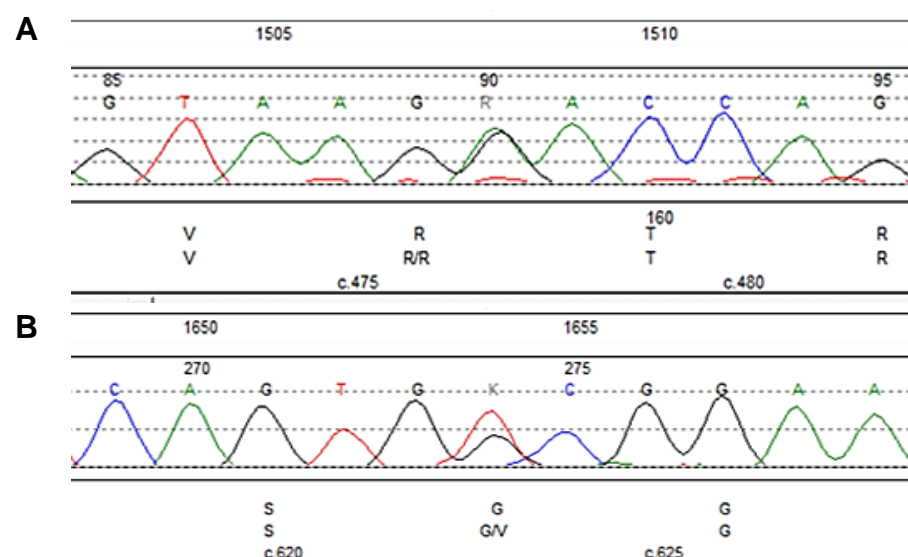 A
1505 1510
85 90 95
G T A A G R A C C A G
160
V R T R
V R/R T R
c.475 c.480
B
1650 1655
270 275
C A G T G K C G G A A
S G G
S G/V G
c.620 c.625